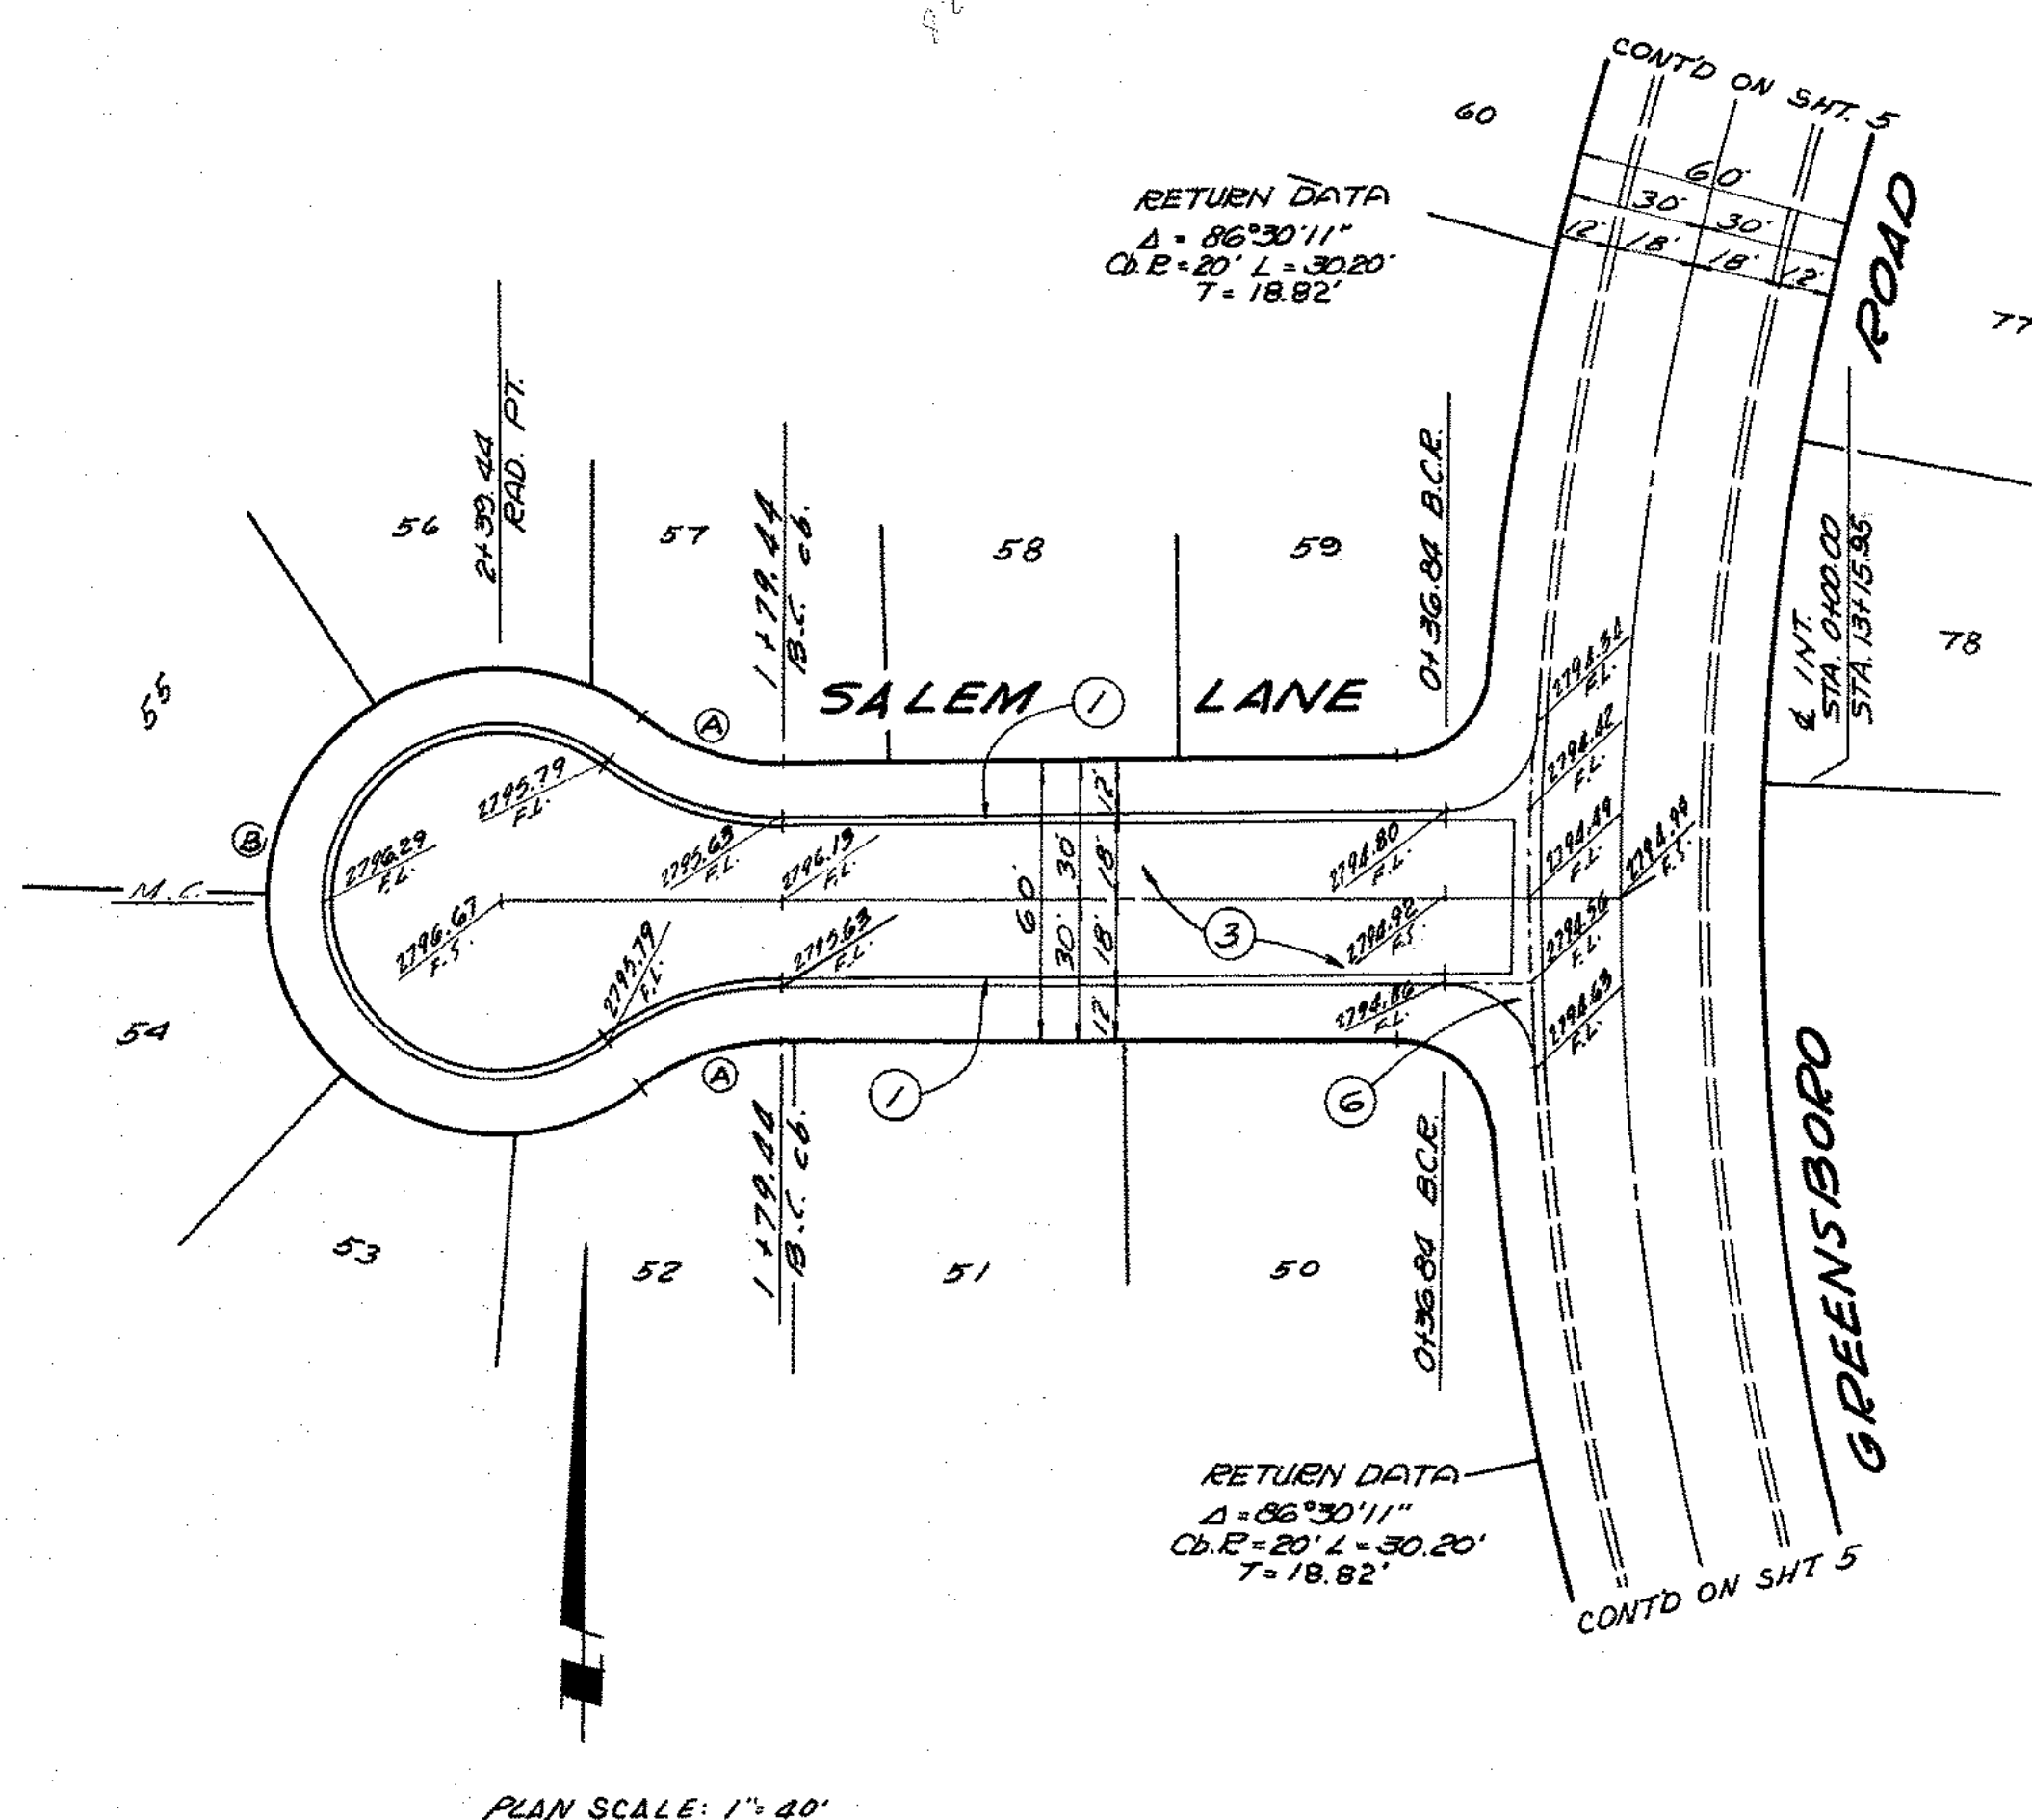 CONT'D ON SHT. 5
60
RETURN DATA
Δ = 86°30'11"
Cb. R = 20' L = 30.20'
T = 18.82'
60'
30' 30'
12' 18' 18' 12'
ROAD
77
2+39.44
RAD. PT.
1+79.44
B.C. cb.
0+36.84 B.C.R.
56
57
58
59
55
℄ INT.
STA. 0+00.00
STA. 13+15.95
78
SALEM LANE
1
A
2794.34
F.L.
2794.42
F.L.
2795.79
F.L.
B
2796.29
F.L.
2795.63
F.L.
2796.13
F.L.
2794.80
F.L.
2794.49
F.L.
2794.99
F.S.
M.C.
60'
30' 30'
12' 18' 18' 12'
3
2796.67
F.S.
2795.79
F.L.
2795.63
F.L.
2794.92
F.S.
2794.56
F.L.
2794.86
F.L.
2794.63
F.L.
54
A
1
6
1+79.44
B.C. cb.
0+36.84 B.C.R.
GREENSBORO
53
52
51
50
RETURN DATA
Δ = 86°30'11"
Cb. R = 20' L = 30.20'
T = 18.82'
CONT'D ON SHT 5
PLAN SCALE: 1" = 40'